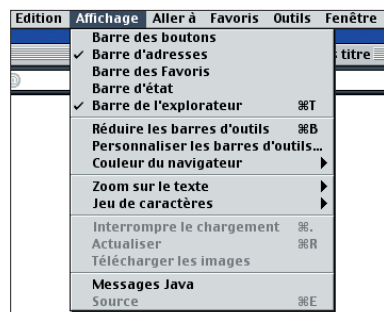 Edition Affichage Aller à Favoris Outils Fenêtre
Barre des boutons
✓ Barre d'adresses
titre
Barre des Favoris
@
Barre d'état
✓ Barre de l'explorateur ⌘T
Réduire les barres d'outils ⌘B
Personnaliser les barres d'outils...
Couleur du navigateur
Zoom sur le texte
Jeu de caractères
Interrompre le chargement ⌘.
Actualiser ⌘R
Télécharger les images
Messages Java
Source ⌘E